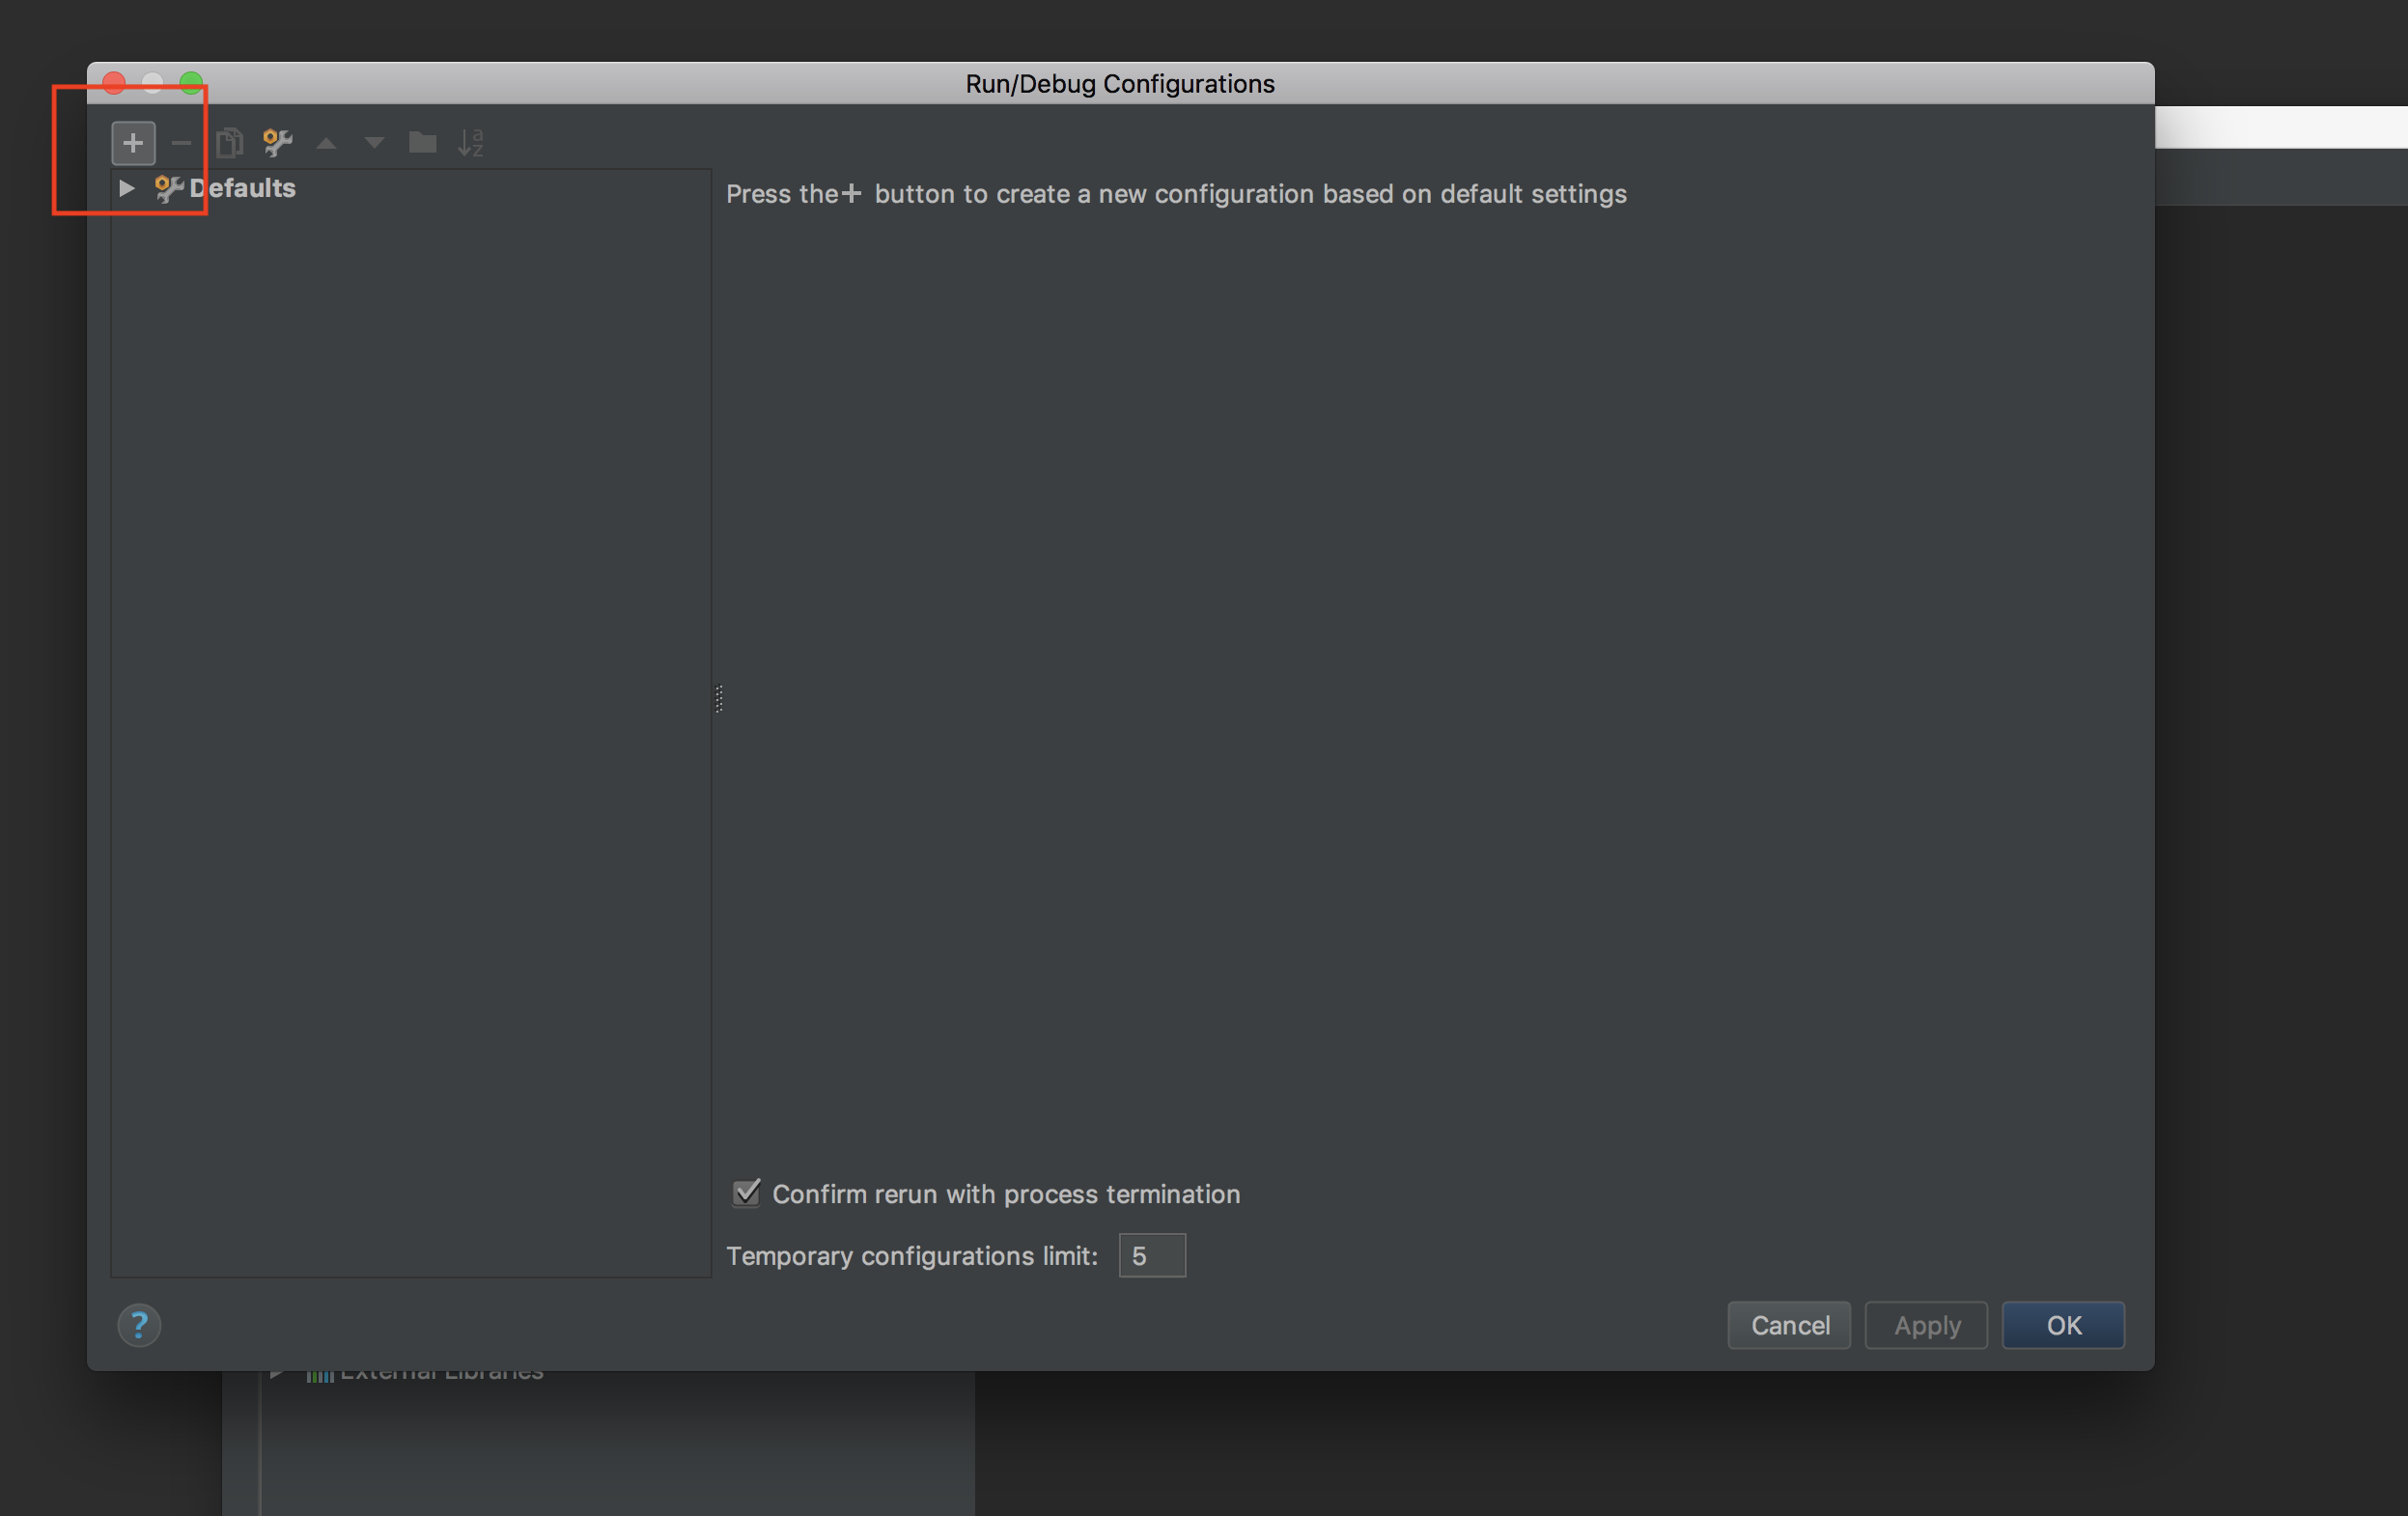 Run/Debug Configurations
Defaults
Press the + button to create a new configuration based on default settings
Confirm rerun with process termination
Temporary configurations limit: 5
? Cancel Apply OK
External Libraries